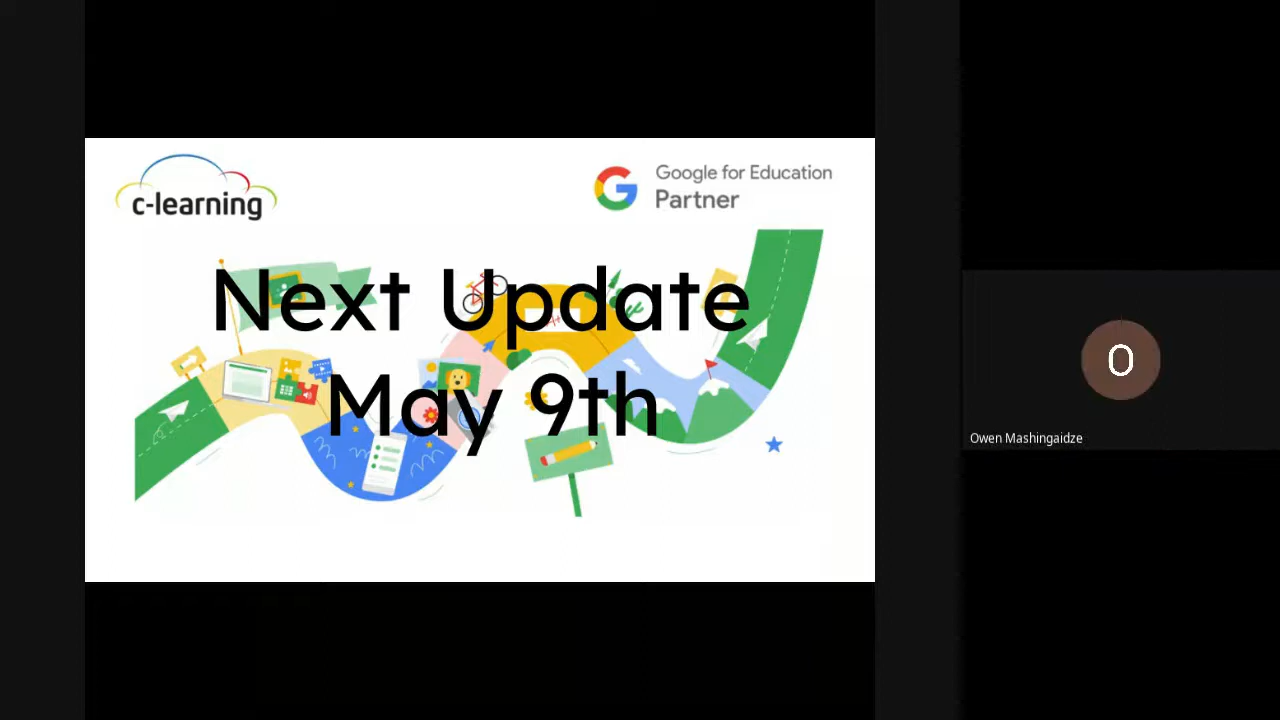 c-learning
Google for Education
Partner
Next Update
May 9th
O
Owen Mashingaidze